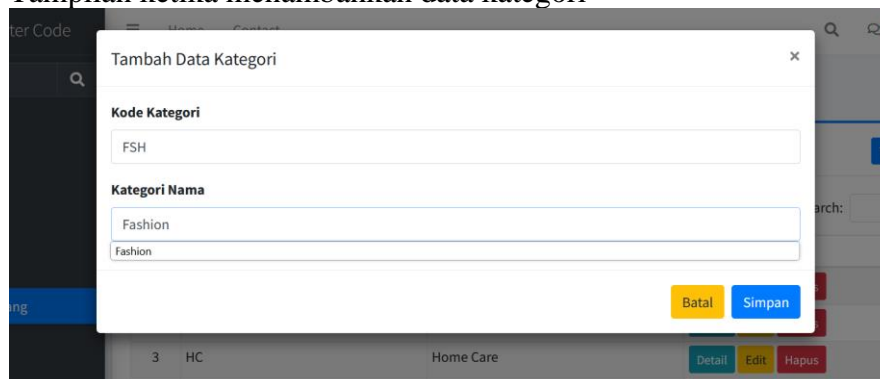 Tampilan ketika menambahkan data kategori
ter Code
Home Contact
Tambah Data Kategori ×
Kode Kategori
FSH
Kategori Nama
Fashion
Fashion
arch:
Batal Simpan
ang
3 HC Home Care Detail Edit Hapus